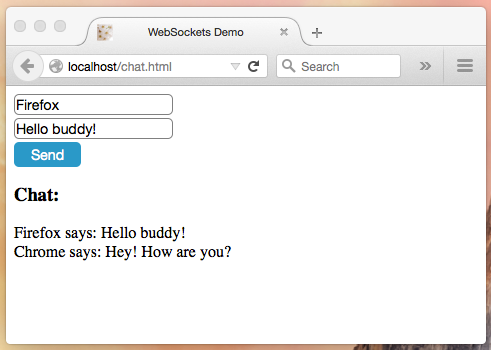 WebSockets Demo
localhost/chat.html
Search
Firefox
Hello buddy!
Send
Chat:
Firefox says: Hello buddy!
Chrome says: Hey! How are you?